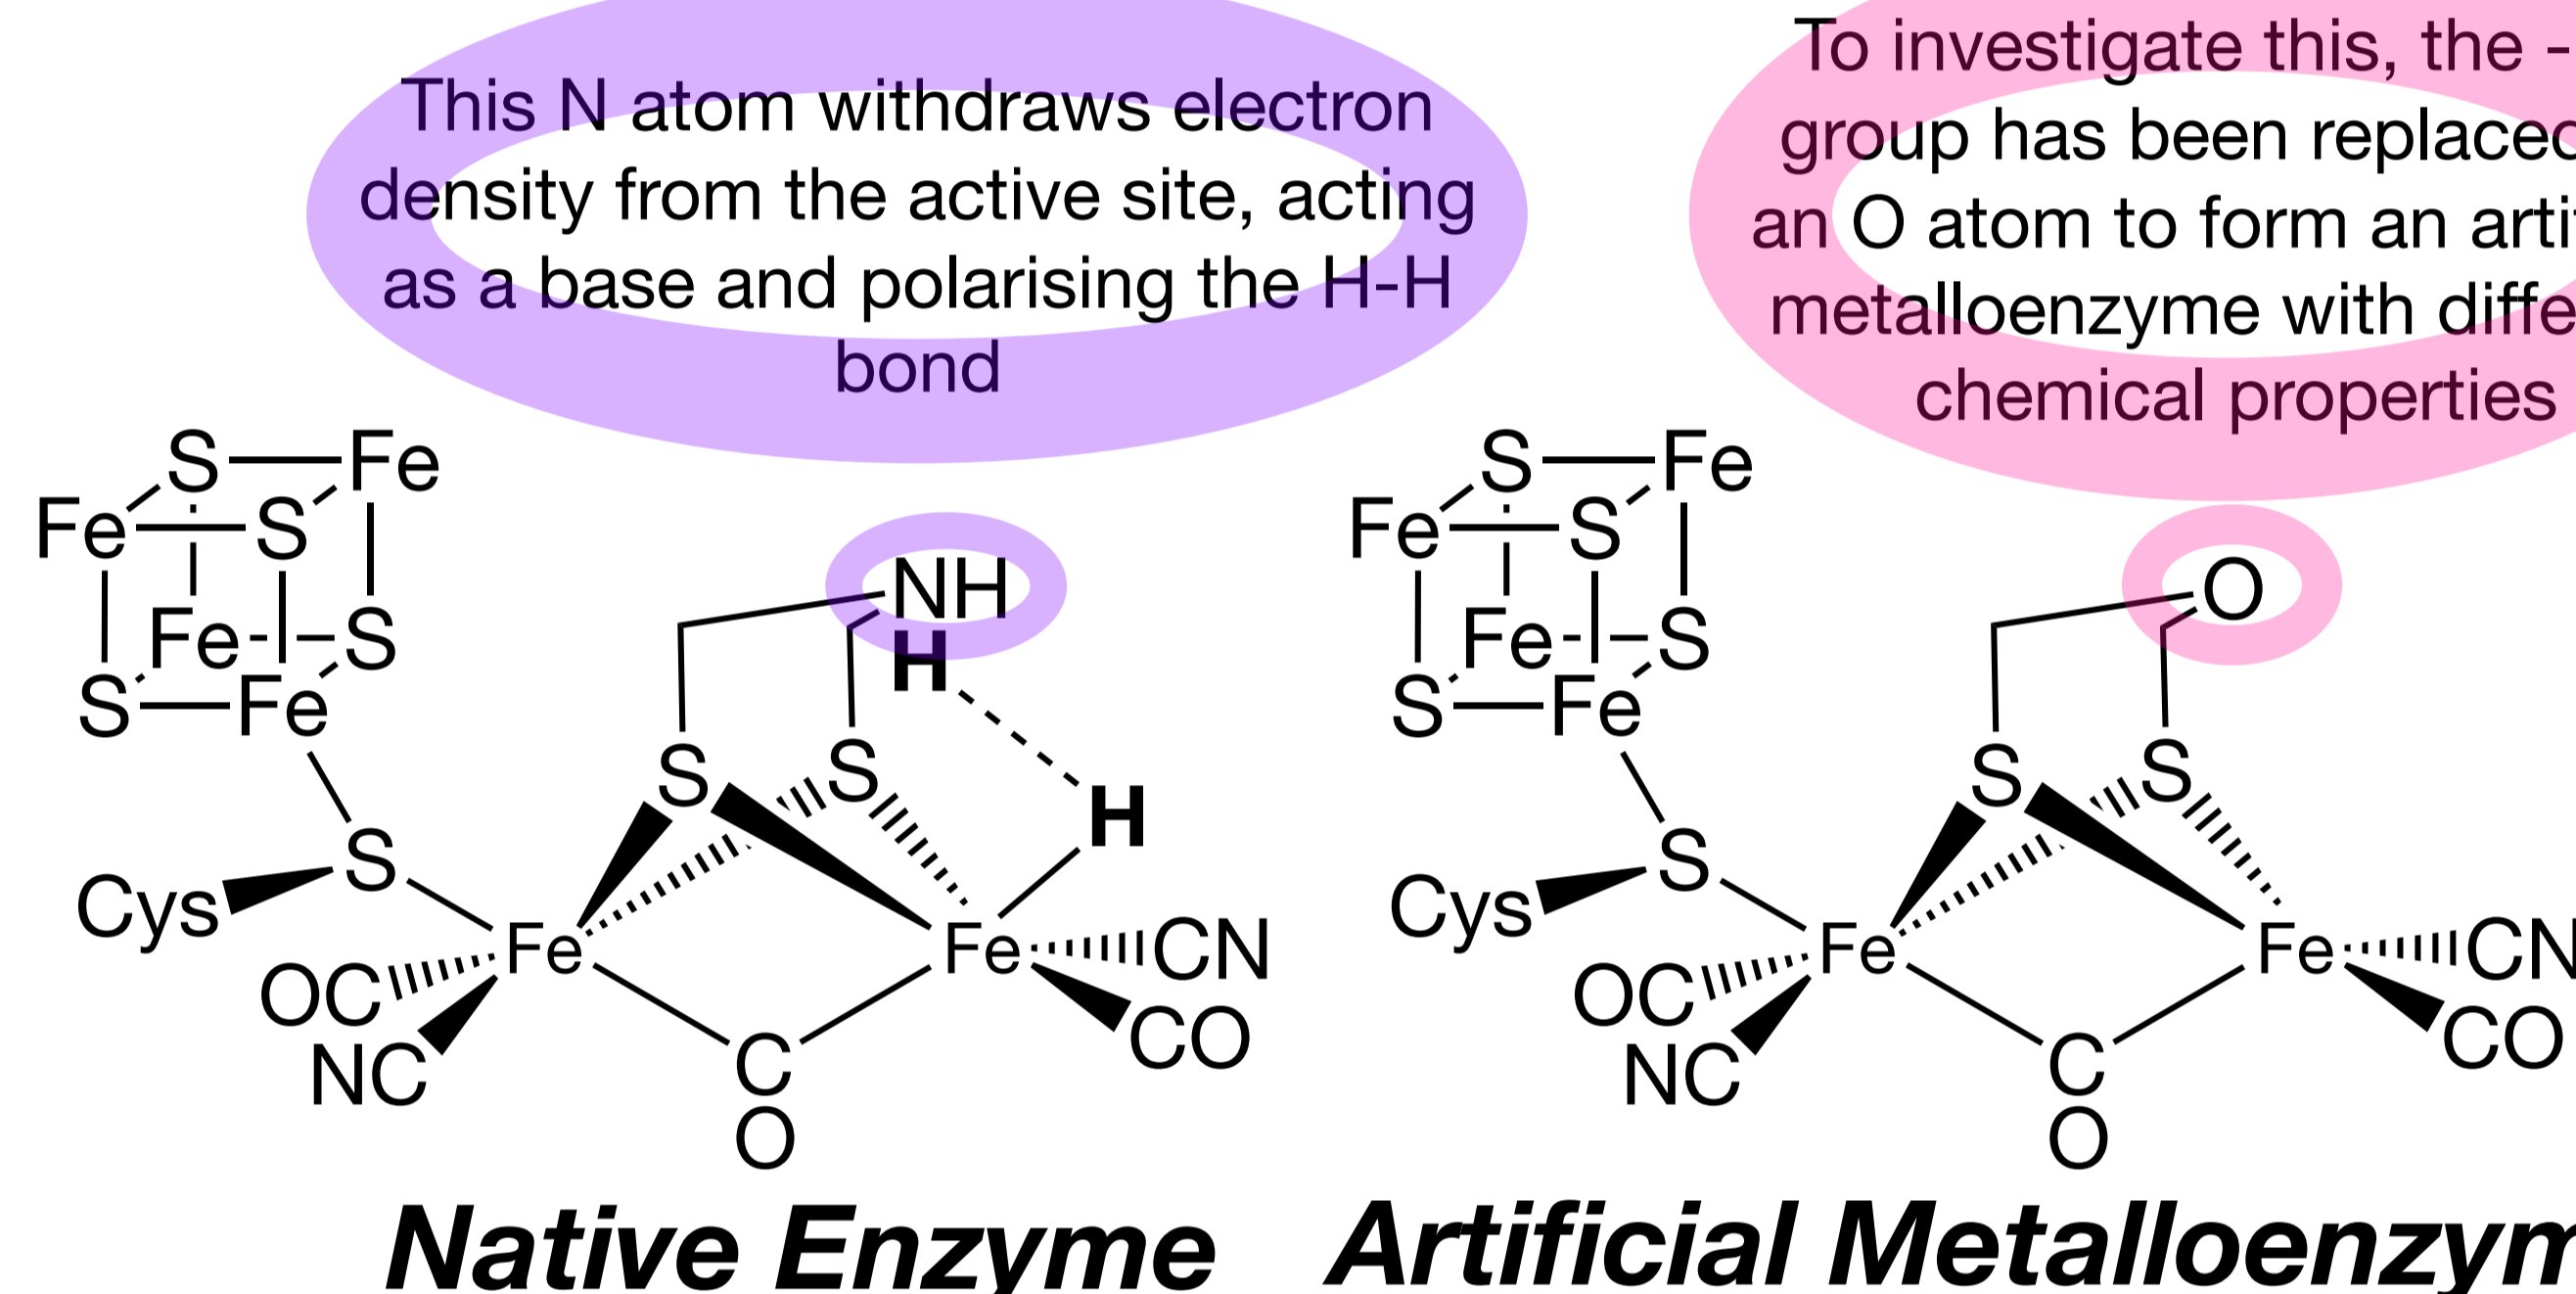 This N atom withdraws electron
density from the active site, acting
as a base and polarising the H-H
bond
To investigate this, the -
group has been replaced
an O atom to form an
metalloenzyme with
chemical properties
S Fe
Fe S
Fe S
S Fe
NH
H
S S
H
S
Cys
Fe Fe CN
OC
CO
NC
C
O
S Fe
Fe S
Fe S
S Fe
O
S S
S
Cys
Fe Fe CN
OC
CO
NC
C
O
Native Enzyme
Artificial Metalloenzym